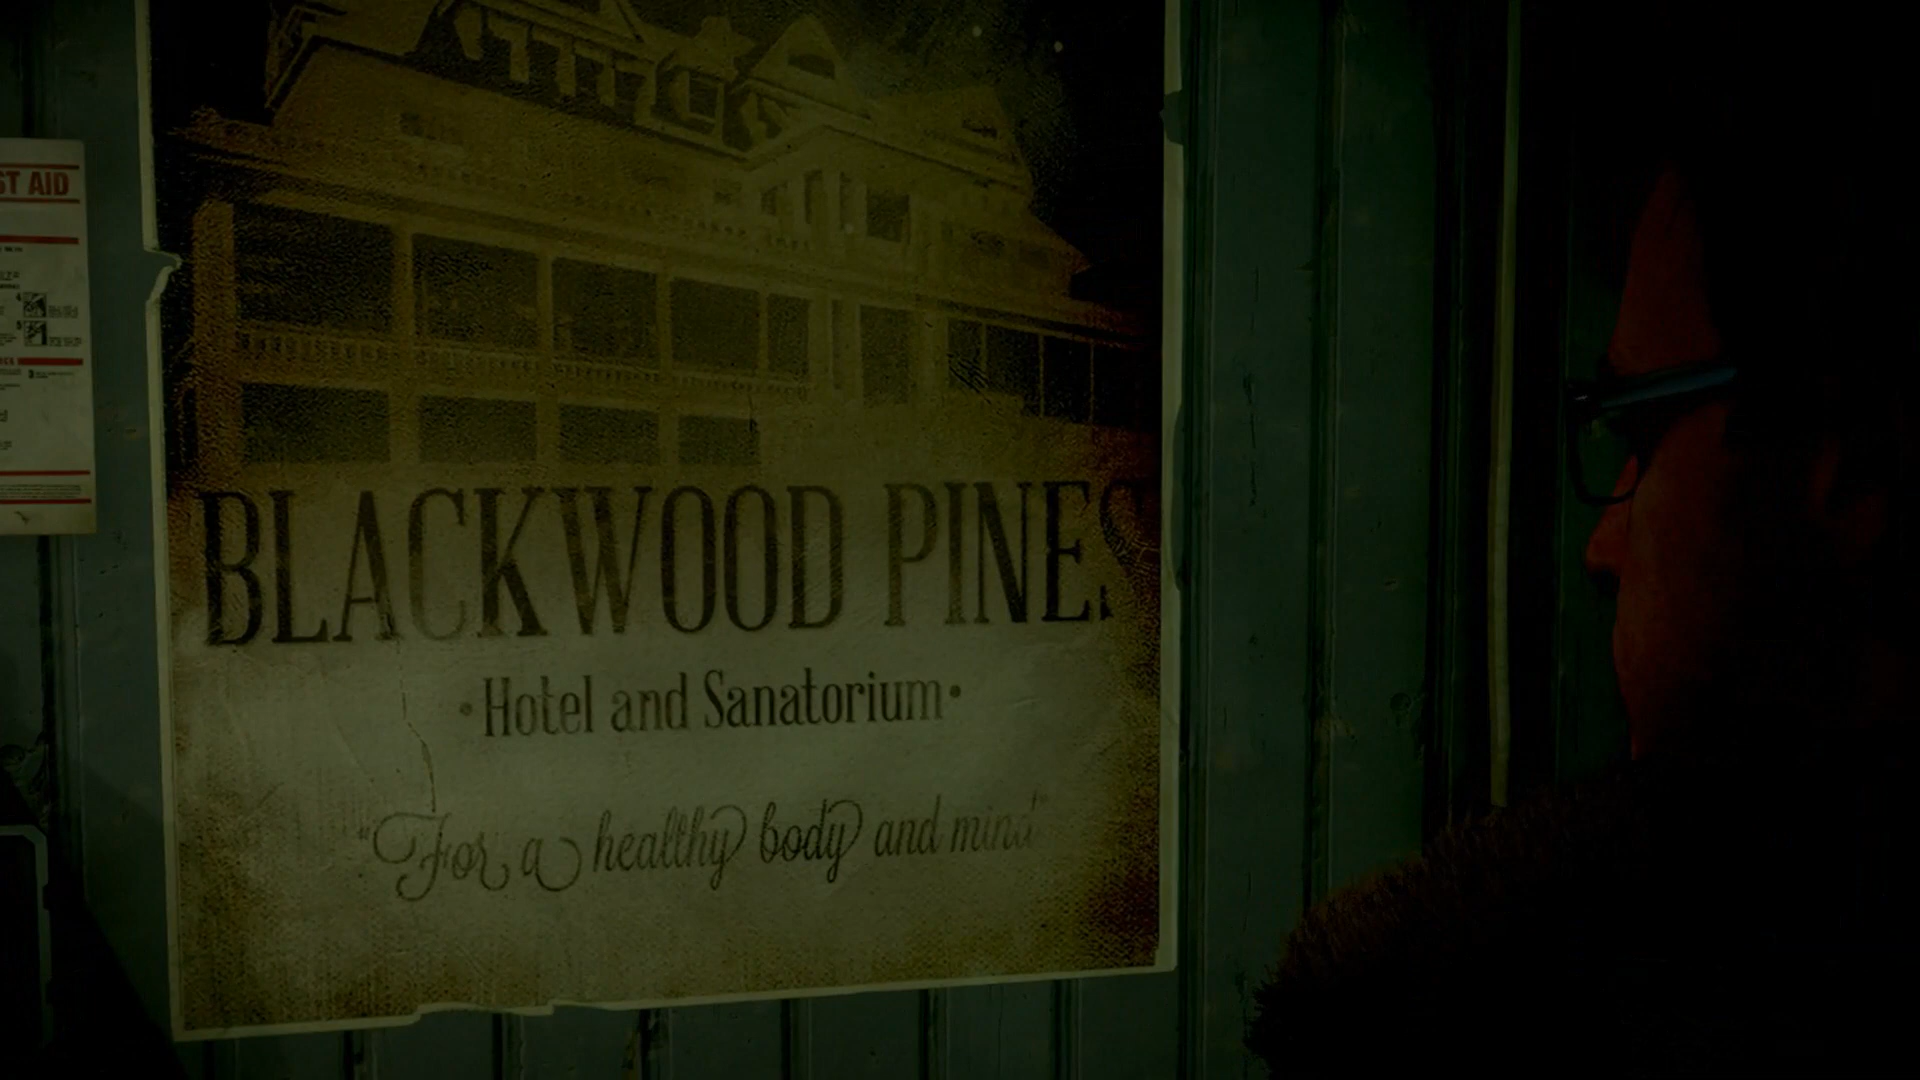 ST AID
BLACKWOOD PINES
•Hotel and Sanatorium•
"For a healthy body and mind"